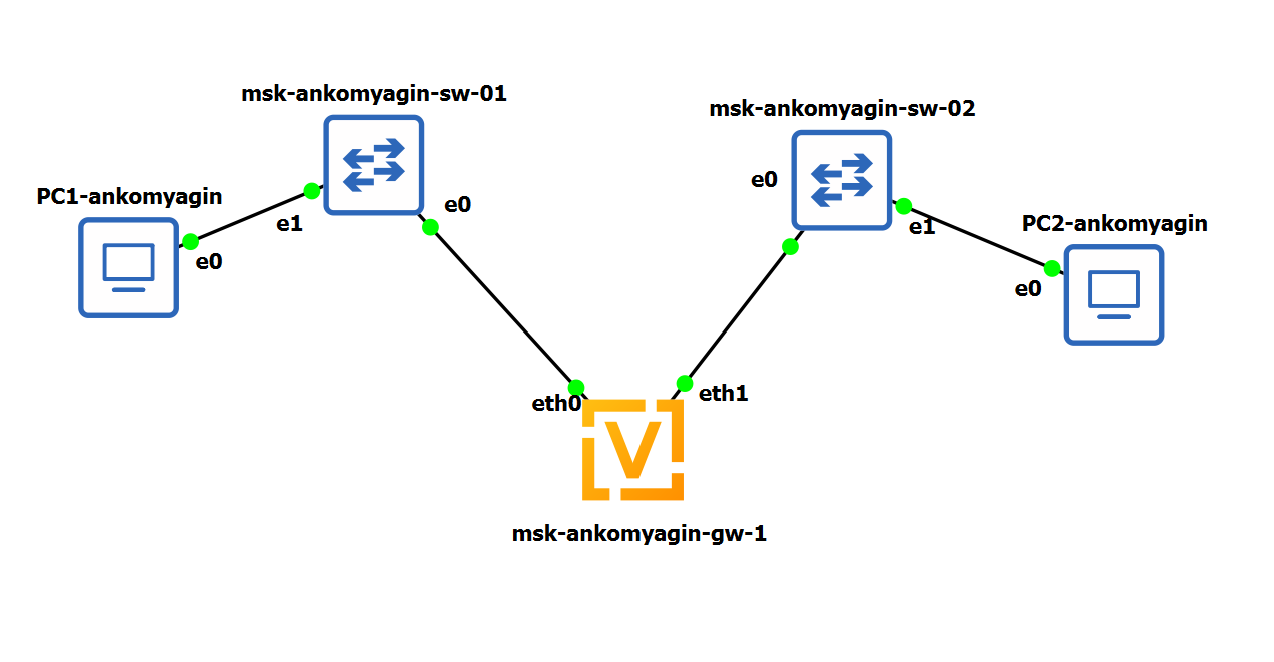 msk-ankomyagin-sw-01
msk-ankomyagin-sw-02
PC1-ankomyagin
e1
e0
e0
e0
e1
PC2-ankomyagin
e0
eth0
eth1
V
msk-ankomyagin-gw-1